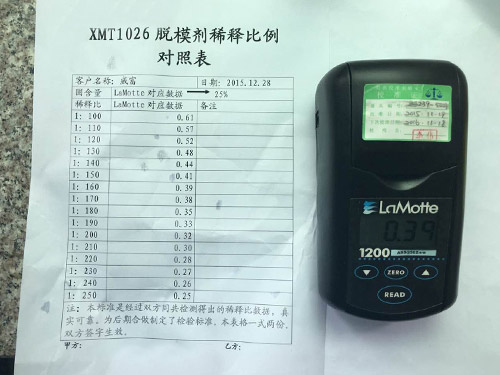 XMT1026 脱模剂稀释比例
对照表
客户名称: 威富 日期: 2015.12.28
固含量 LaMotte 对应数据 → 25%
稀释比 LaMotte 对应数据 备注
1: 100 0.61
1: 110 0.57
1: 120 0.52
1: 130 0.48
1: 140 0.44
1: 150 0.41
1: 160 0.39
1: 170 0.38
1: 180 0.35
1: 190 0.33
1: 200 0.32
1: 210 0.30
1: 220 0.28
1: 230 0.27
1: 240 0.26
1: 250 0.25
注: 本标准是经过双方同共检测得出的稀释比数据, 真
实可靠. 为后期合做制定了检验标准, 本表格一式两份,
双方签字生效.
甲方: 乙方:
LaMotte
0.39
1200
ZERO
READ